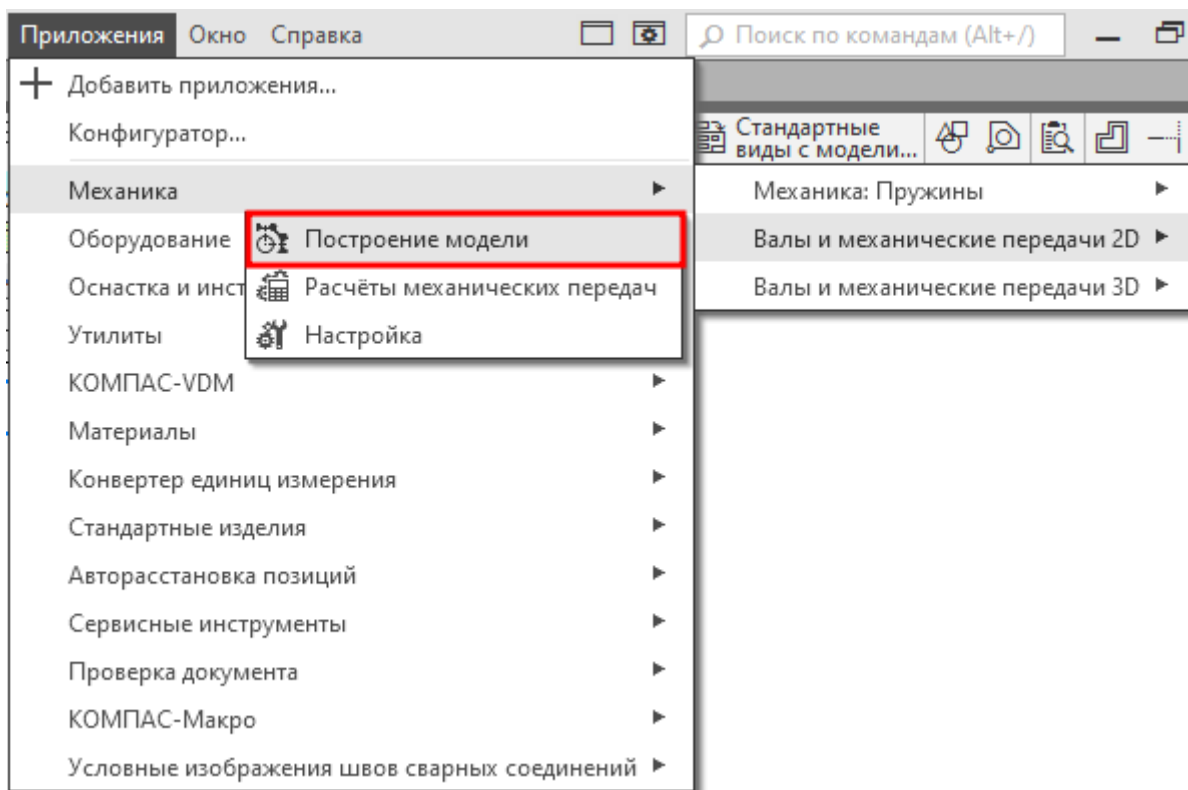 Приложения Окно Справка Поиск по командам (Alt+/)
Добавить приложения...
Конфигуратор...
Стандартные
виды с модели...
Механика
Механика: Пружины
Оборудование
Построение модели
Валы и механические передачи 2D
Оснастка и инст
Расчёты механических передач
Валы и механические передачи 3D
Утилиты
Настройка
КОМПАС-VDM
Материалы
Конвертер единиц измерения
Стандартные изделия
Авторасстановка позиций
Сервисные инструменты
Проверка документа
КОМПАС-Макро
Условные изображения швов сварных соединений